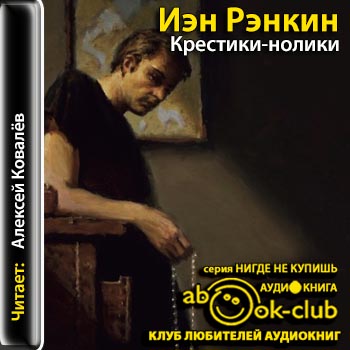 Иэн Рэнкин
Крестики-нолики
Читает: Алексей Ковалёв
серия НИГДЕ НЕ КУПИШЬ
АУДИОКНИГА
abook-club
КЛУБ ЛЮБИТЕЛЕЙ АУДИОКНИГ